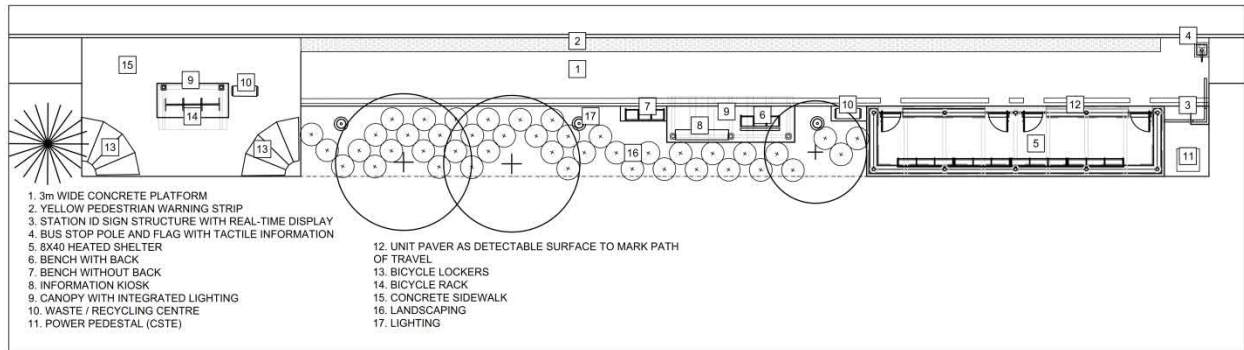 2
4
15
1
9
10
14
7
9
6
10
12
3
17
8
13
13
16
5
11
1. 3m WIDE CONCRETE PLATFORM
2. YELLOW PEDESTRIAN WARNING STRIP
3. STATION ID SIGN STRUCTURE WITH REAL-TIME DISPLAY
4. BUS STOP POLE AND FLAG WITH TACTILE INFORMATION
5. 8X40 HEATED SHELTER
6. BENCH WITH BACK
7. BENCH WITHOUT BACK
8. INFORMATION KIOSK
9. CANOPY WITH INTEGRATED LIGHTING
10. WASTE / RECYCLING CENTRE
11. POWER PEDESTAL (CSTE)
12. UNIT PAVER AS DETECTABLE SURFACE TO MARK PATH
OF TRAVEL
13. BICYCLE LOCKERS
14. BICYCLE RACK
15. CONCRETE SIDEWALK
16. LANDSCAPING
17. LIGHTING